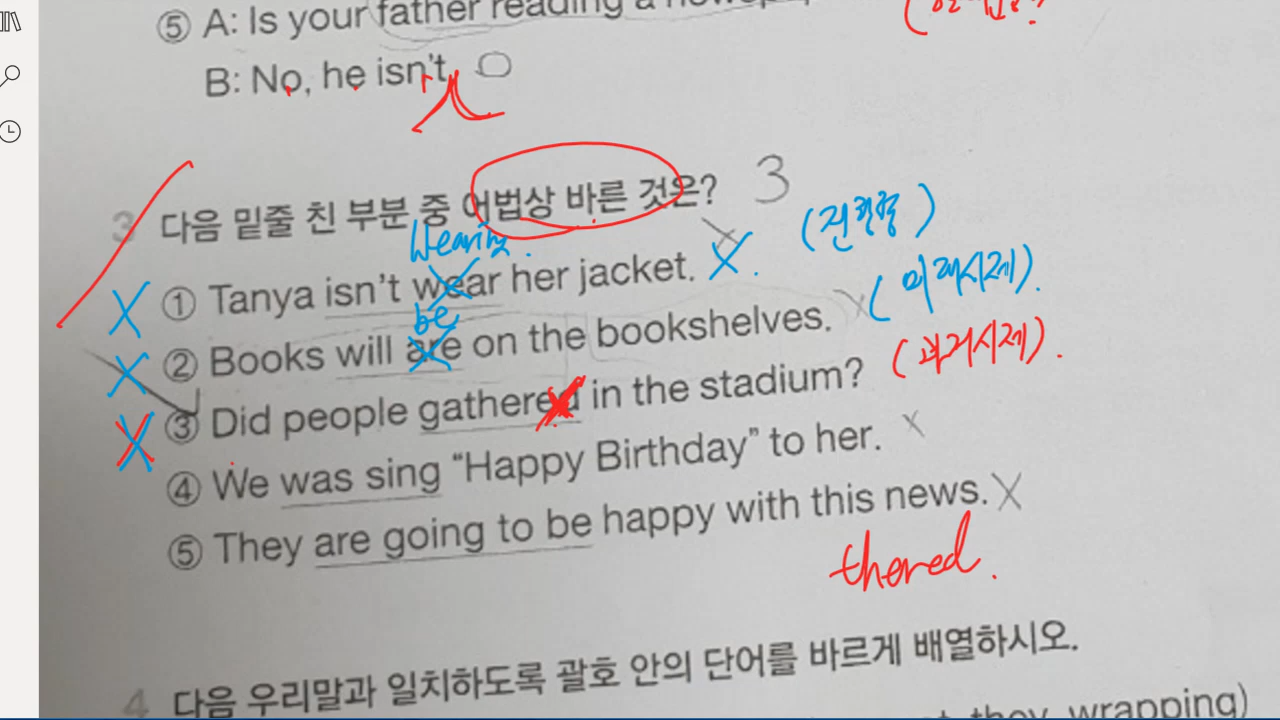 ⑤ A: Is your father reading a
B: No, he isn't.
3 다음 밑줄 친 부분 중 어법상 바른 것은? 3
Wearing.
① Tanya isn't wear her jacket. X. (진행중)
be
② Books will are on the bookshelves. X (미래시제).
③ Did people gathered in the stadium? (과거시제).
④ We was sing “Happy Birthday” to her. x
⑤ They are going to be happy with this news. X
thered.
4 다음 우리말과 일치하도록 괄호 안의 단어를 바르게 배열하시오.
they, wrapping)